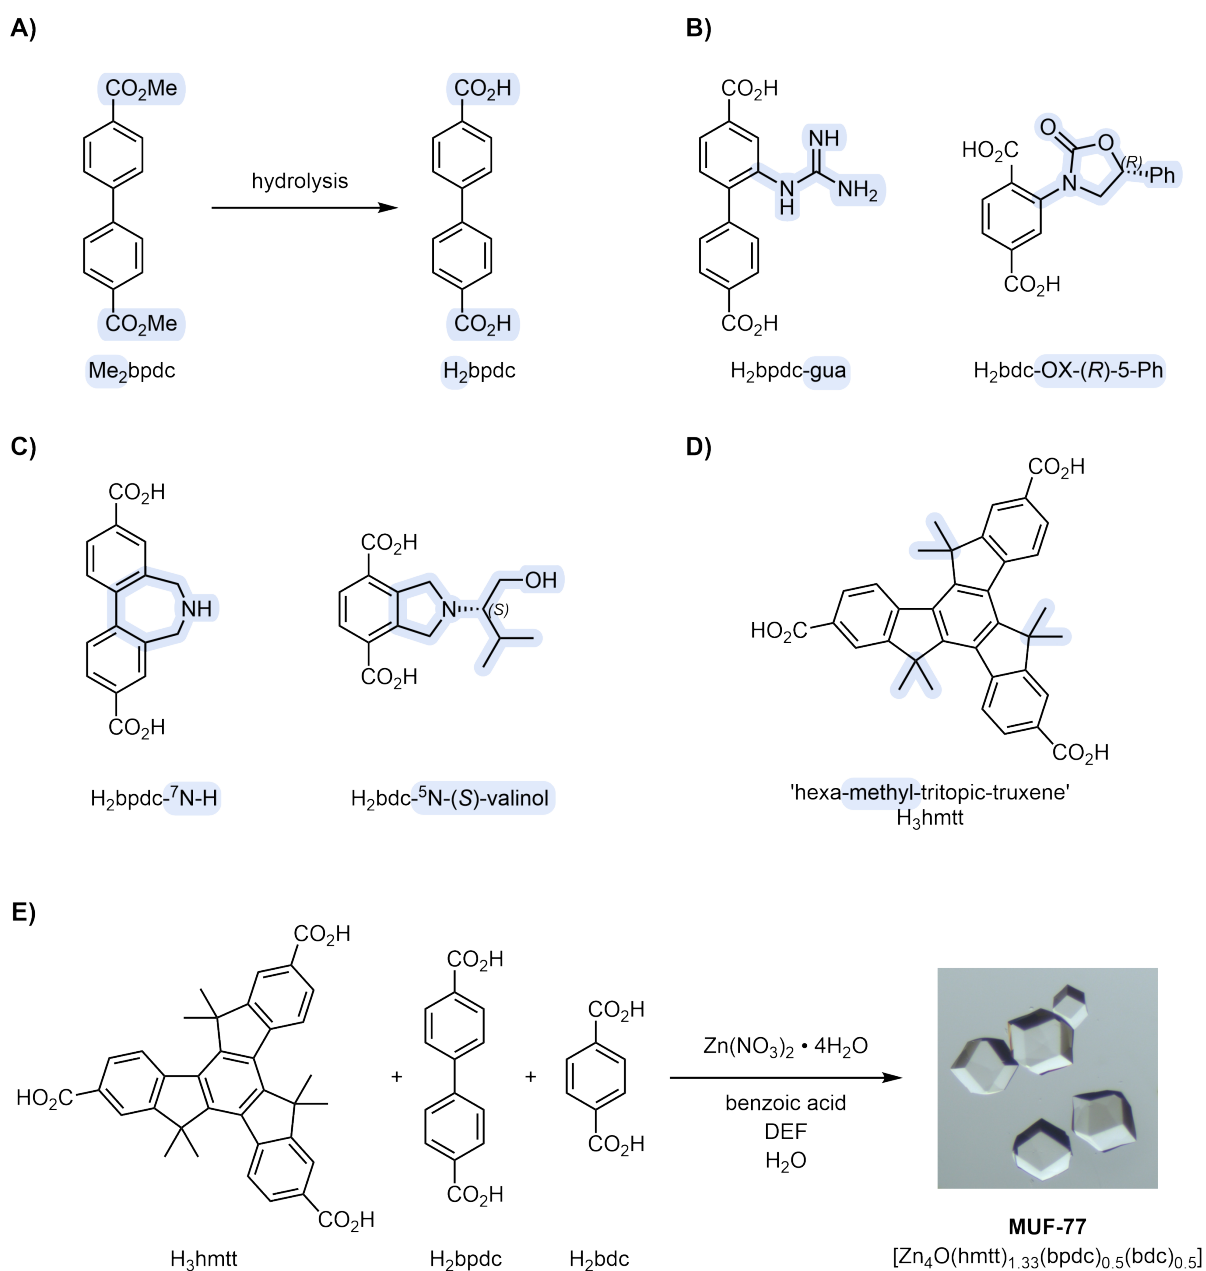 A)
CO₂Me
CO₂Me
Me₂bpdc
hydrolysis
CO₂H
CO₂H
H₂bpdc
B)
CO₂H
NH
N
H
NH₂
CO₂H
H₂bpdc-gua
O
O
HO₂C
(R)
N
Ph
CO₂H
H₂bdc-OX-(R)-5-Ph
C)
CO₂H
NH
CO₂H
H₂bpdc-⁷N-H
CO₂H
OH
N
(S)
CO₂H
H₂bdc-⁵N-(S)-valinol
D)
CO₂H
HO₂C
CO₂H
'hexa-methyl-tritopic-truxene'
H₃hmtt
E)
CO₂H
HO₂C
CO₂H
H₃hmtt
+
CO₂H
CO₂H
H₂bpdc
+
CO₂H
CO₂H
H₂bdc
Zn(NO₃)₂ • 4H₂O
benzoic acid
DEF
H₂O
MUF-77
[Zn₄O(hmtt)₁.₃₃(bpdc)₀.₅(bdc)₀.₅]